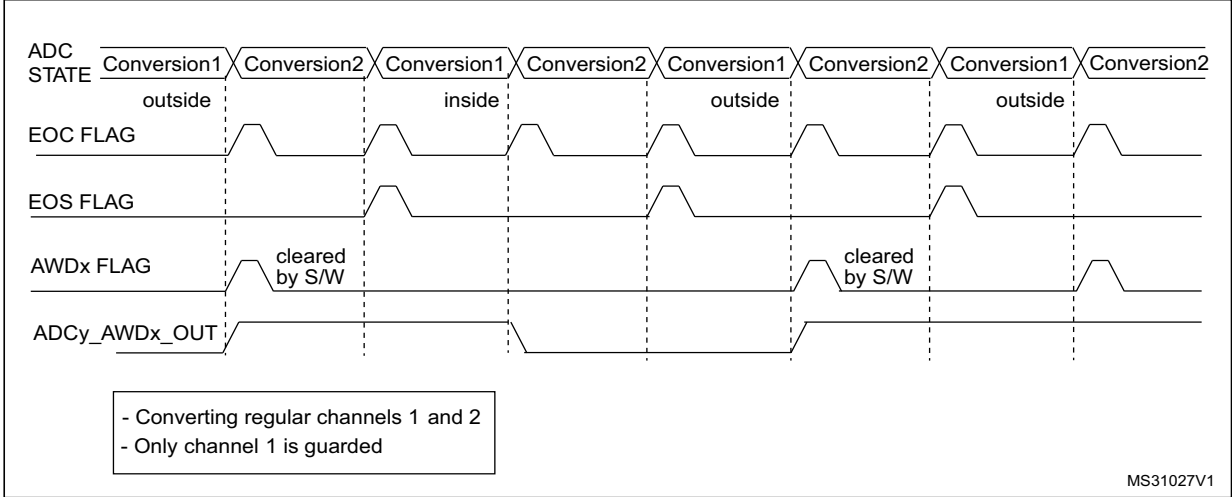 ADC
STATE
Conversion1 Conversion2 Conversion1 Conversion2 Conversion1 Conversion2 Conversion1 Conversion2
outside inside outside outside
EOC FLAG
EOS FLAG
AWDx FLAG
cleared
by S/W
cleared
by S/W
ADCy_AWDx_OUT
- Converting regular channels 1 and 2
- Only channel 1 is guarded
MS31027V1